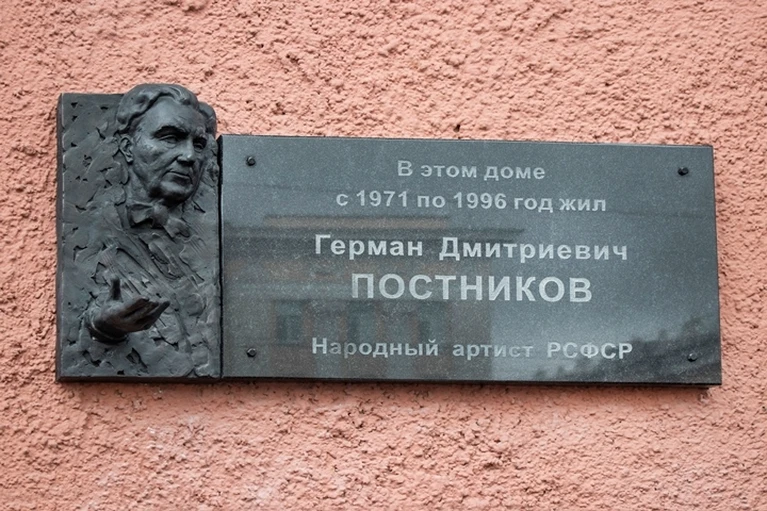 В этом доме
с 1971 по 1996 год жил
Герман Дмитриевич
ПОСТНИКОВ
Народный артист РСФСР